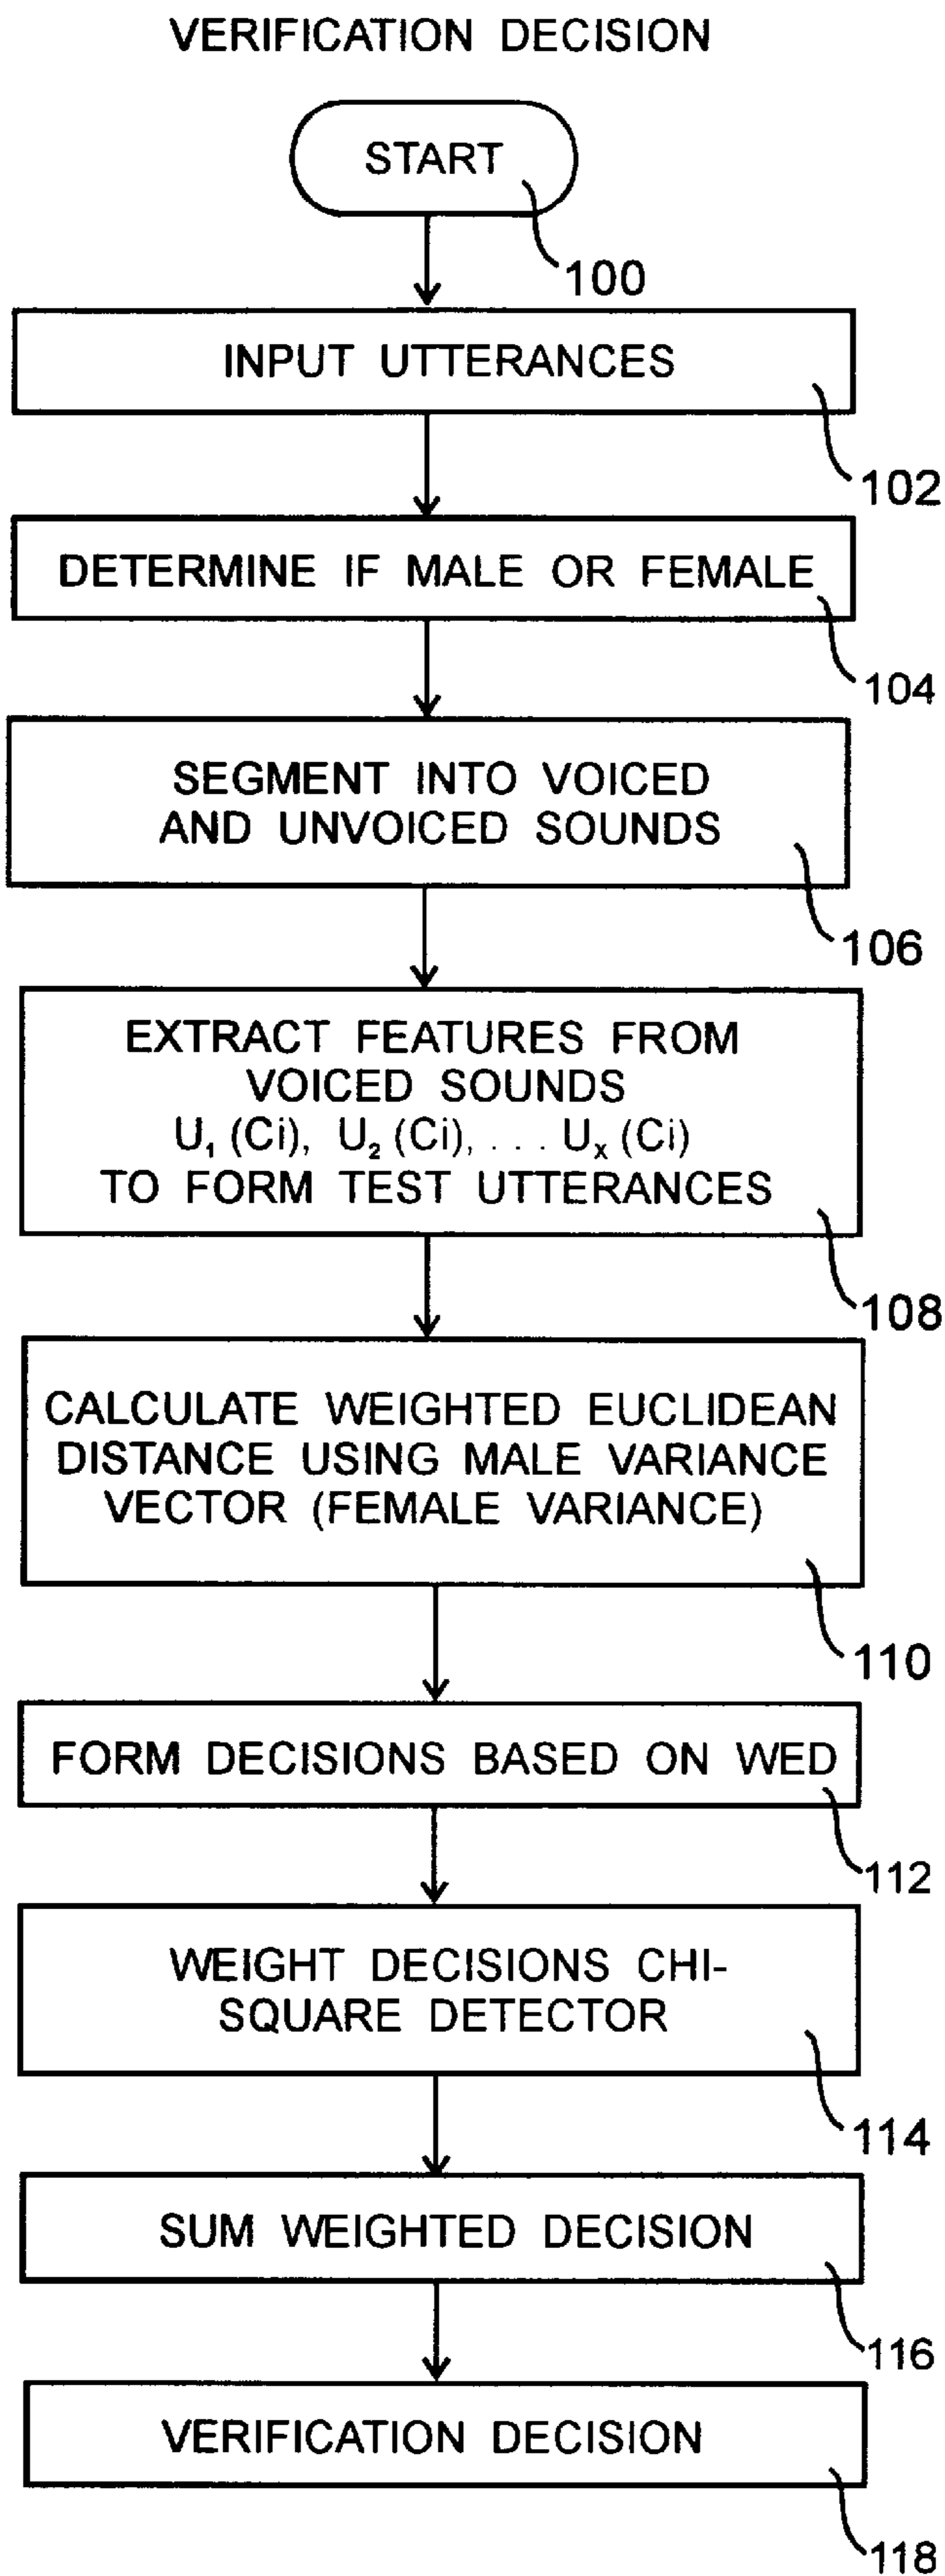 VERIFICATION DECISION
START
100
INPUT UTTERANCES
102
DETERMINE IF MALE OR FEMALE
104
SEGMENT INTO VOICED
AND UNVOICED SOUNDS
106
EXTRACT FEATURES FROM
VOICED SOUNDS
U₁ (Ci), U₂ (Ci), ... Uₓ (Ci)
TO FORM TEST UTTERANCES
108
CALCULATE WEIGHTED EUCLIDEAN
DISTANCE USING MALE VARIANCE
VECTOR (FEMALE VARIANCE)
110
FORM DECISIONS BASED ON WED
112
WEIGHT DECISIONS CHI-
SQUARE DETECTOR
114
SUM WEIGHTED DECISION
116
VERIFICATION DECISION
118